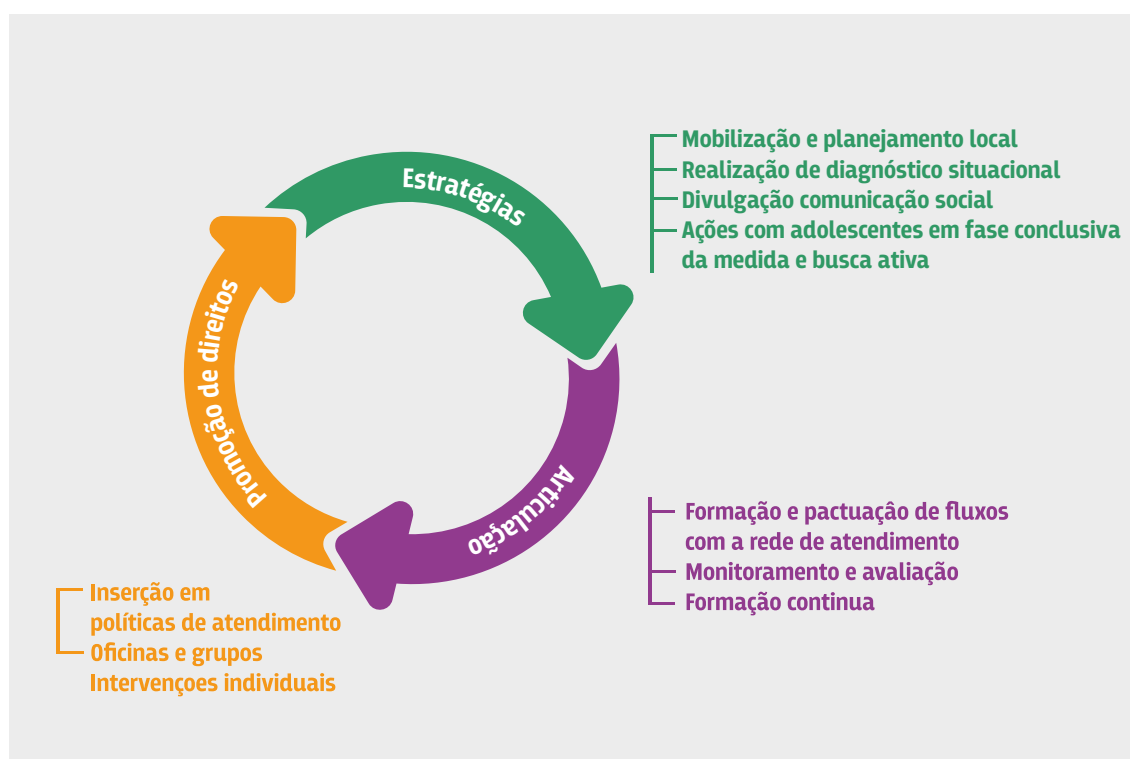 Estratégias
Mobilização e planejamento local
Realização de diagnóstico situacional
Divulgação comunicação social
Ações com adolescentes em fase conclusiva
da medida e busca ativa
Articulação
Formação e pactuaçâo de fluxos
com a rede de atendimento
Monitoramento e avaliação
Formação continua
Promoção de direitos
Inserção em
políticas de atendimento
Oficinas e grupos
Intervençoes individuais